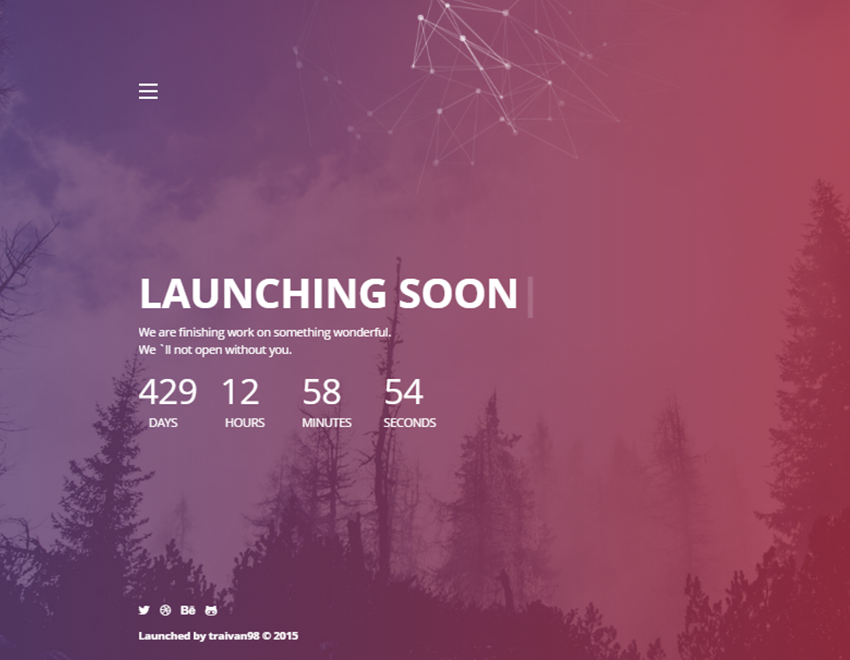 LAUNCHING SOON
We are finishing work on something wonderful.
We `ll not open without you.
429 12 58 54
DAYS HOURS MINUTES SECONDS
Bē
Launched by traivan98 © 2015